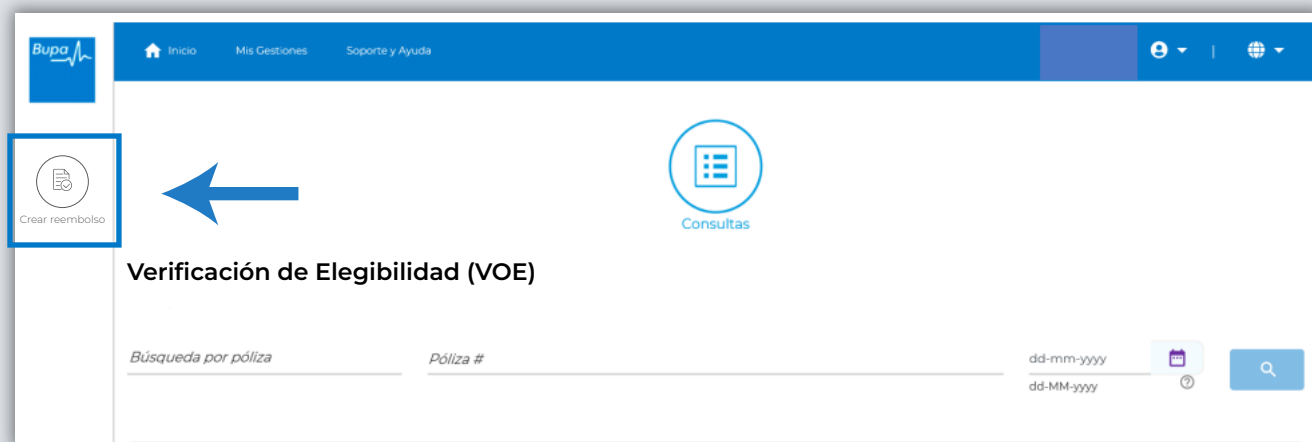 Bupa
Inicio Mis Gestiones Soporte y Ayuda
Crear reembolso
Consultas
Verificación de Elegibilidad (VOE)
Búsqueda por póliza Póliza # dd-mm-yyyy
dd-MM-yyyy